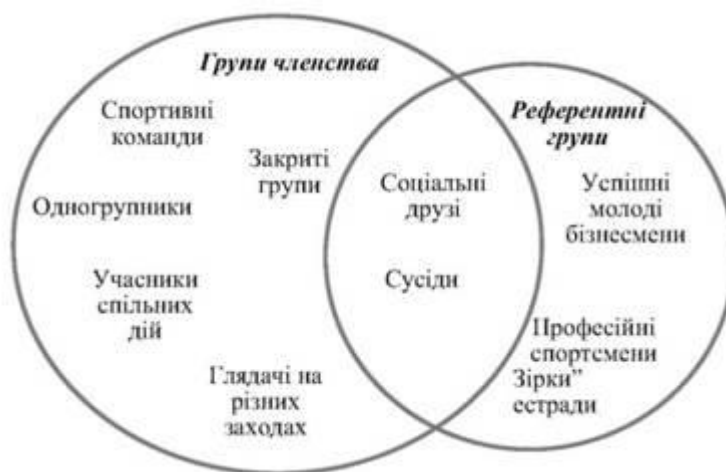 Групи членства
Спортивні
команди
Закриті
групи
Одногрупники
Учасники
спільних
дій
Глядачі на
різних
заходах
Соціальні
друзі
Сусіди
Референтні
групи
Успішні
молоді
бізнесмени
Професійні
спортсмени
Зірки”
естради